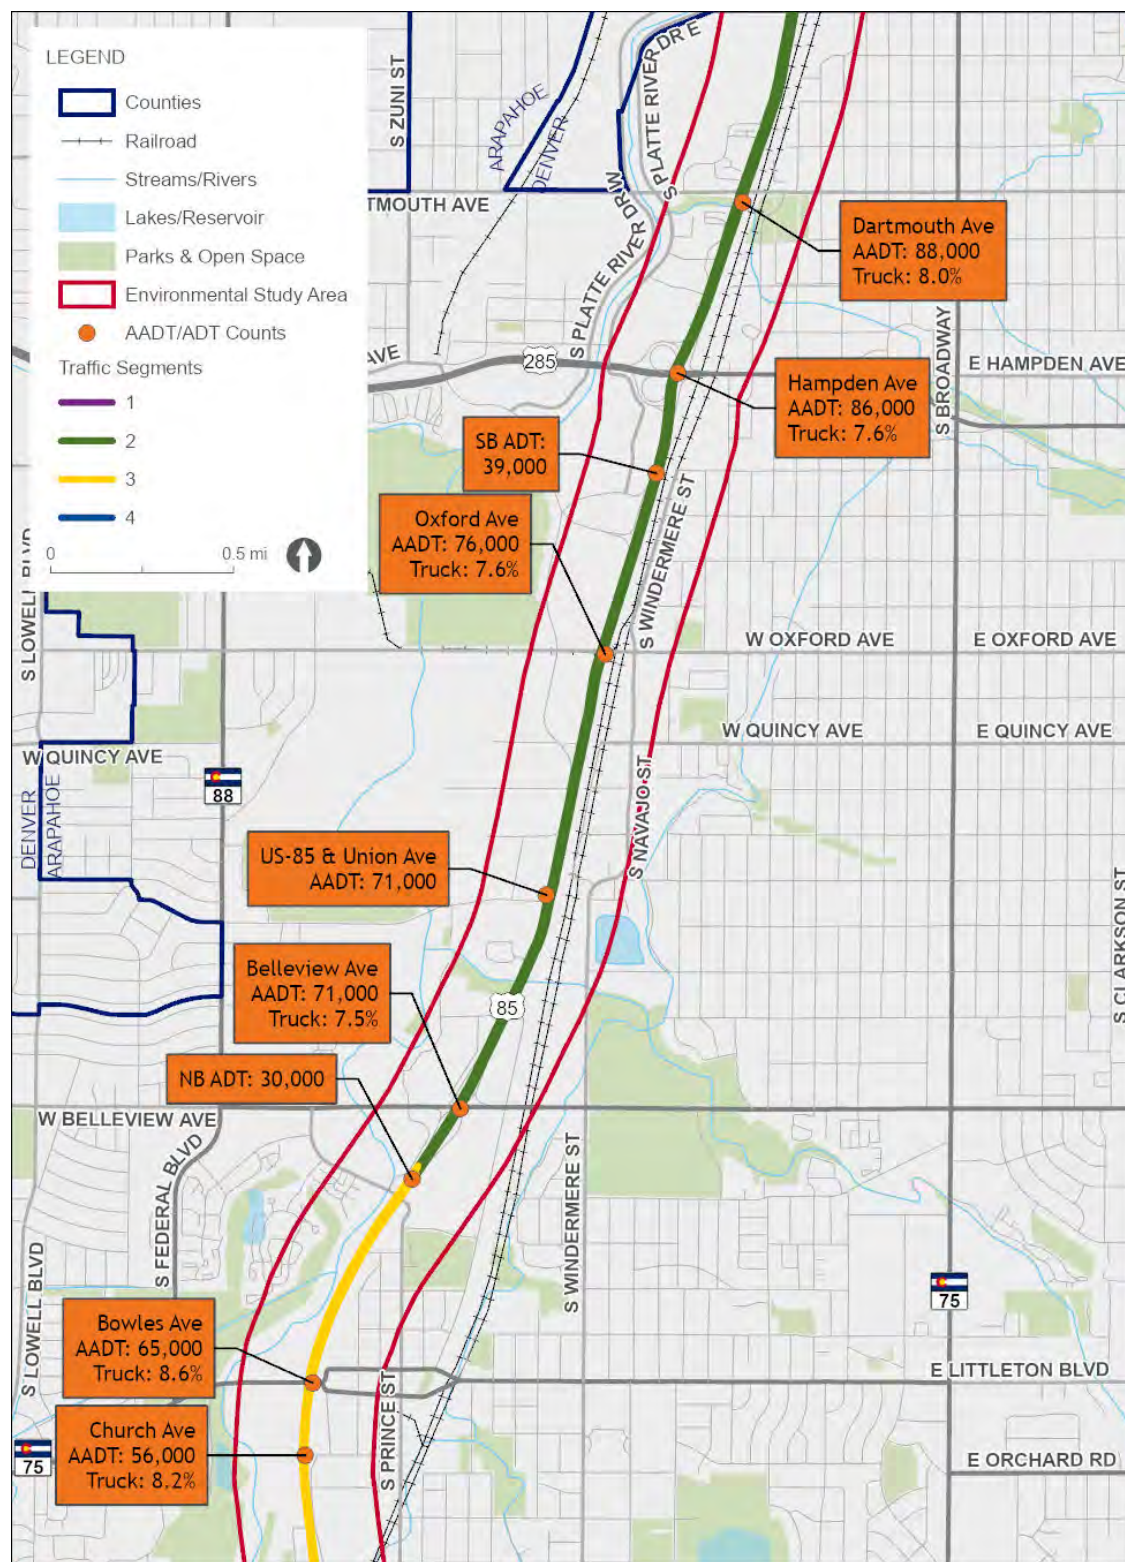 LEGEND
Counties
Railroad
Streams/Rivers
Lakes/Reservoir
Parks & Open Space
Environmental Study Area
AADT/ADT Counts
Traffic Segments
1
2
3
4
0
0.5 mi
S ZUNI ST
ARAPAHOE
DENVER
S PLATTE RIVER DR E
S PLATTE RIVER DR W
TMOUTH AVE
Dartmouth Ave
AADT: 88,000
Truck: 8.0%
AVE
285
S BROADWAY
E HAMPDEN AVE
Hampden Ave
AADT: 86,000
Truck: 7.6%
SB ADT:
39,000
Oxford Ave
AADT: 76,000
Truck: 7.6%
S WINDERMERE ST
S LOWELL BLVD
W OXFORD AVE
E OXFORD AVE
W QUINCY AVE
W QUINCY AVE
E QUINCY AVE
88
DENVER
ARAPAHOE
S NAVAJO ST
US-85 & Union Ave
AADT: 71,000
S CLARKSON ST
Belleview Ave
AADT: 71,000
Truck: 7.5%
85
NB ADT: 30,000
W BELLEVIEW AVE
S FEDERAL BLVD
S WINDERMERE ST
S LOWELL BLVD
75
Bowles Ave
AADT: 65,000
Truck: 8.6%
E LITTLETON BLVD
S PRINCE ST
Church Ave
AADT: 56,000
Truck: 8.2%
75
E ORCHARD RD